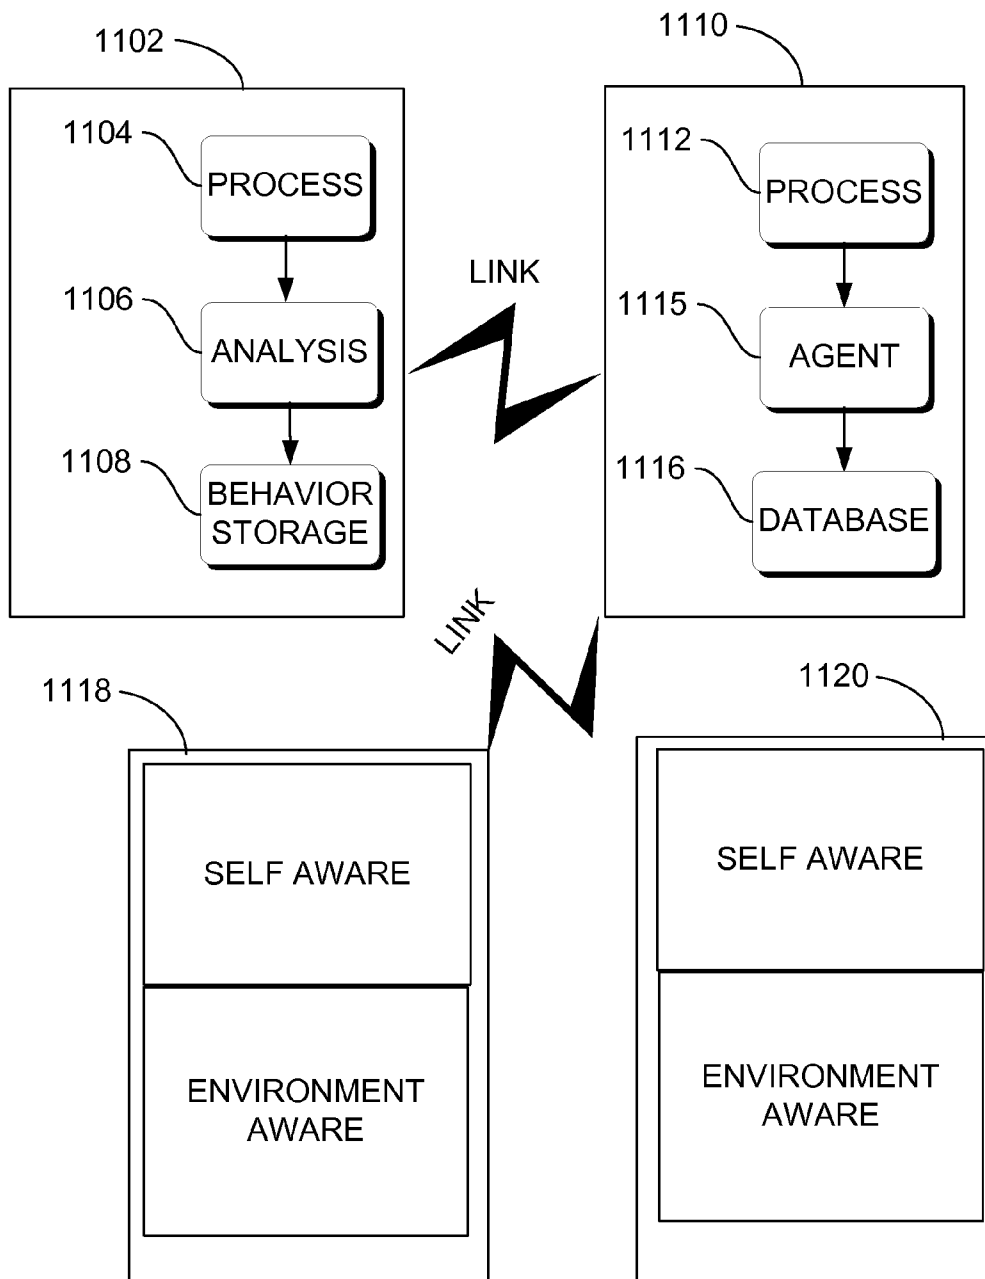 1102
1104
PROCESS
1106
ANALYSIS
1108
BEHAVIOR
STORAGE
LINK
1110
1112
PROCESS
1115
AGENT
1116
DATABASE
LINK
1118
SELF AWARE
ENVIRONMENT
AWARE
1120
SELF AWARE
ENVIRONMENT
AWARE